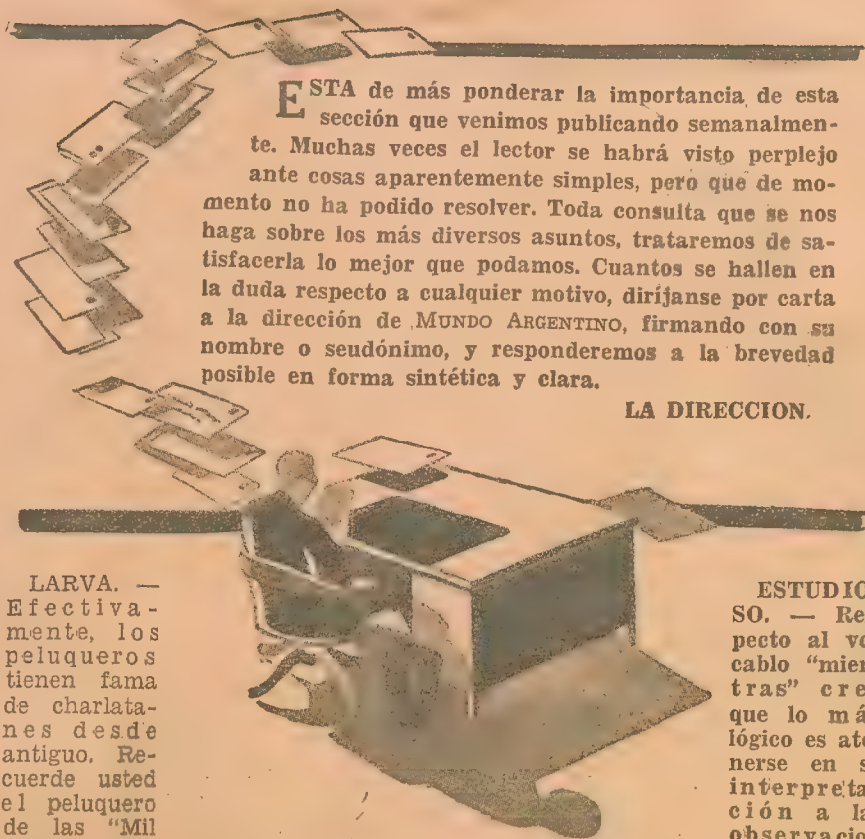 ESTA de más ponderar la importancia de esta
sección que venimos publicando semanalmen-
te. Muchas veces el lector se habrá visto perplejo
ante cosas aparentemente simples, pero que de mo-
mento no ha podido resolver. Toda consulta que se nos
haga sobre los más diversos asuntos, trataremos de sa-
tisfacerla lo mejor que podamos. Cuantos se hallen en
la duda respecto a cualquier motivo, diríjanse por carta
a la dirección de MUNDO ARGENTINO, firmando con su
nombre o seudónimo, y responderemos a la brevedad
posible en forma sintética y clara.
LA DIRECCION.
LARVA. —
Efectiva-
mente, los
peluqueros
tienen fama
de charlata-
nes desde
antiguo. Re-
cuerde usted
el peluquero
de las "Mil
ESTUDIO
SO. — Re
pecto al vo
cablo "mien
tras" cre
que lo má
lógico es ate
nerse en s
interpreta
ción a la
observacio